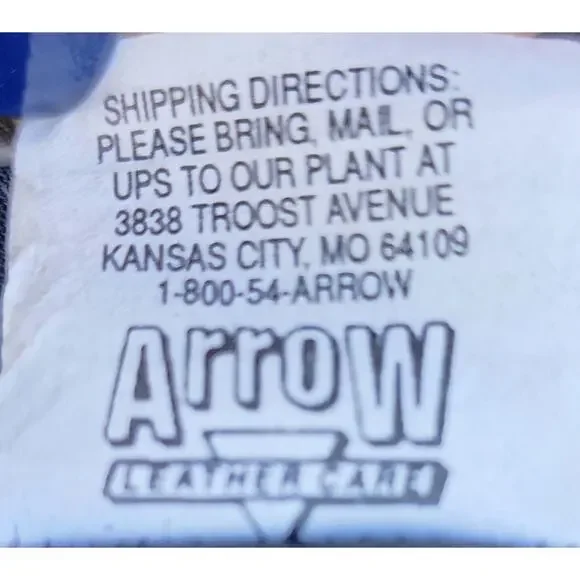 SHIPPING DIRECTIONS:
PLEASE BRING, MAIL, OR
UPS TO OUR PLANT AT
3838 TROOST AVENUE
KANSAS CITY, MO 64109
1-800-54-ARROW
ArroW
LEATHER CARE